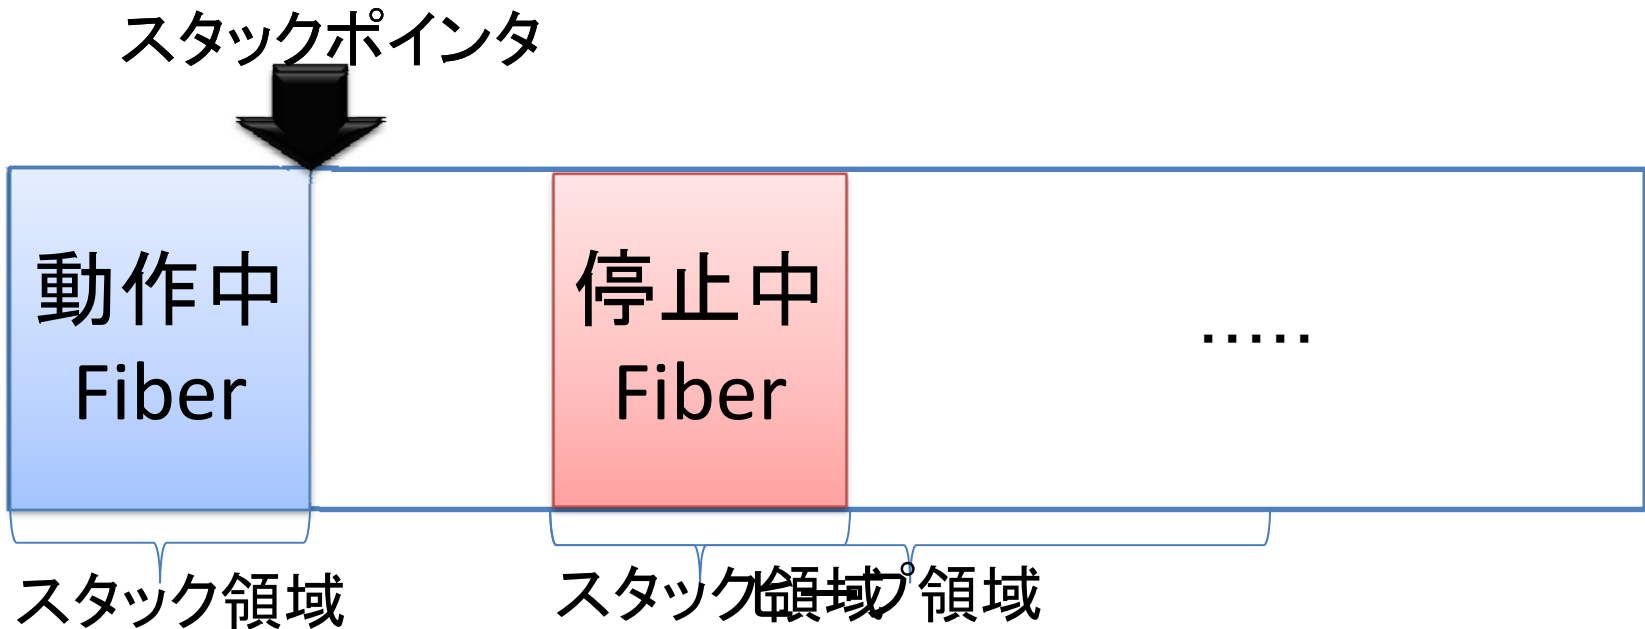 スタックポインタ
動作中
Fiber
停止中
Fiber
.....
スタック領域
スタック領域
ヒープ領域